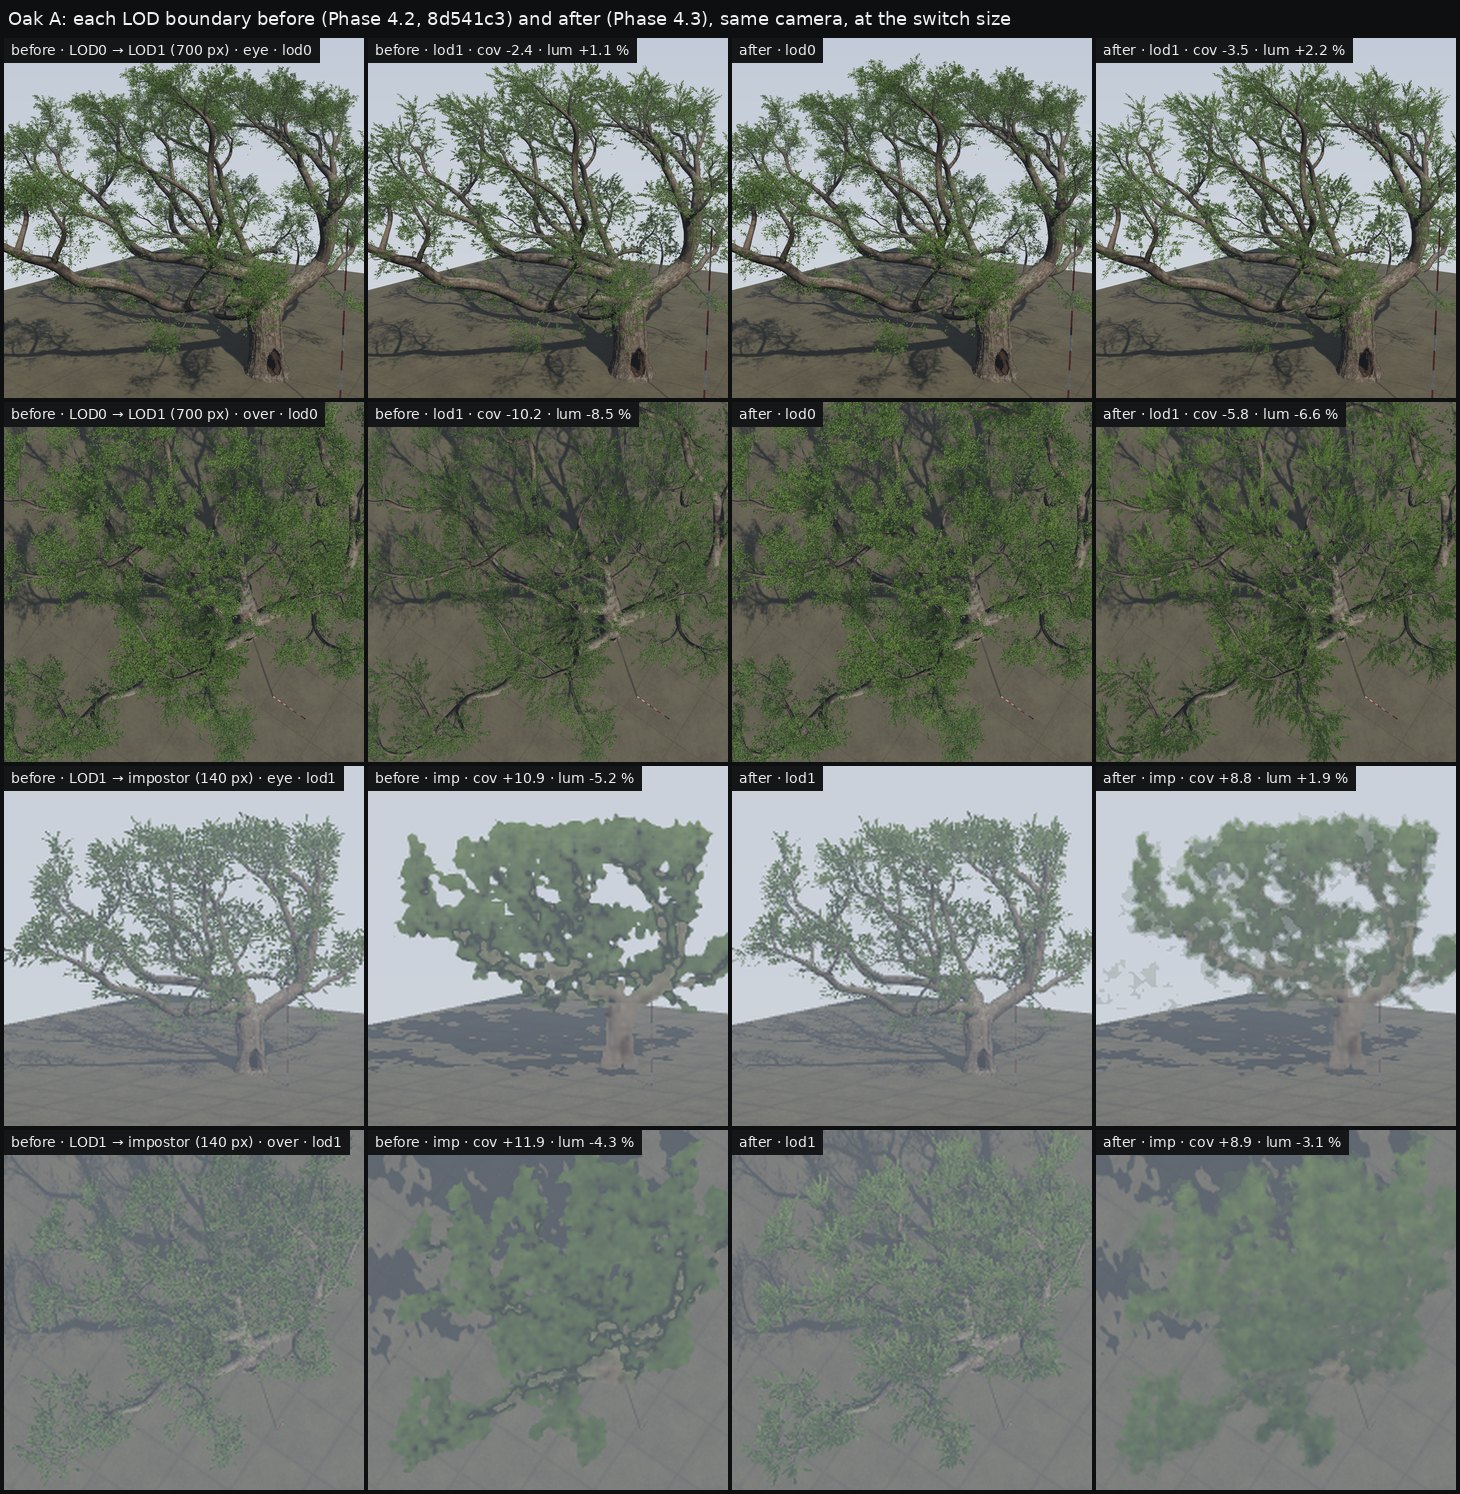 Oak A: each LOD boundary before (Phase 4.2, 8d541c3) and after (Phase 4.3), same camera, at the switch size
before · LOD0 → LOD1 (700 px) · eye · lod0
before · lod1 · cov -2.4 · lum +1.1 %
after · lod0
after · lod1 · cov -3.5 · lum +2.2 %
before · LOD0 → LOD1 (700 px) · over · lod0
before · lod1 · cov -10.2 · lum -8.5 %
after · lod0
after · lod1 · cov -5.8 · lum -6.6 %
before · LOD1 → impostor (140 px) · eye · lod1
before · imp · cov +10.9 · lum -5.2 %
after · lod1
after · imp · cov +8.8 · lum +1.9 %
before · LOD1 → impostor (140 px) · over · lod1
before · imp · cov +11.9 · lum -4.3 %
after · lod1
after · imp · cov +8.9 · lum -3.1 %